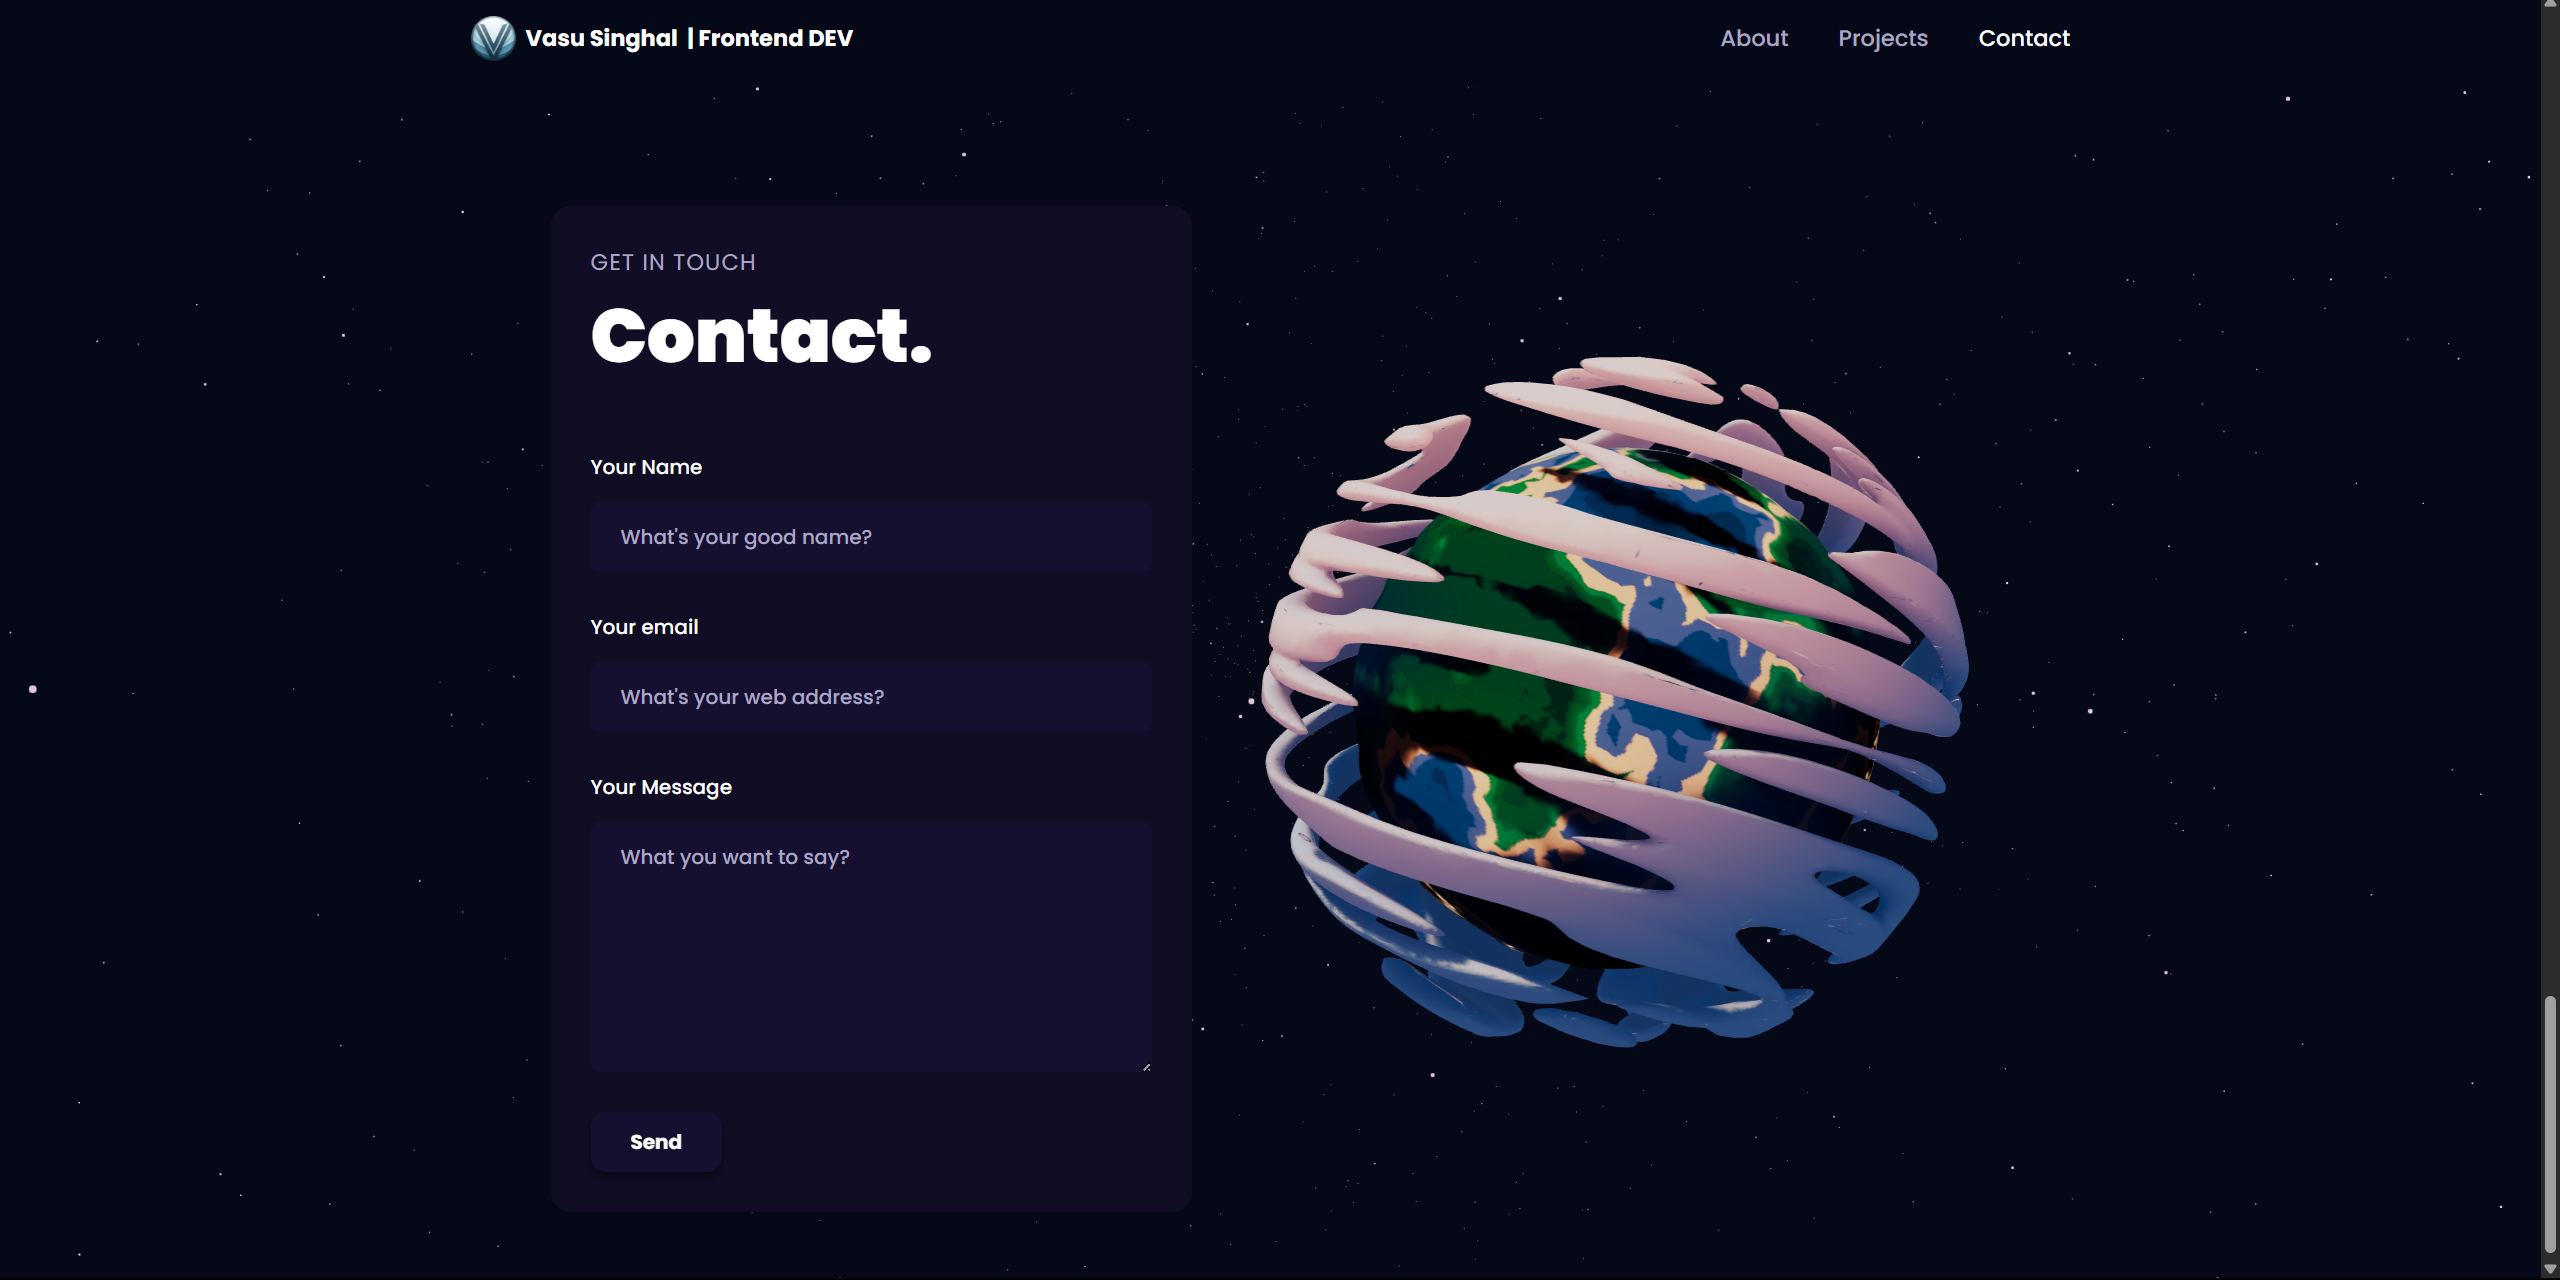 Vasu Singhal | Frontend DEV
About
Projects
Contact
GET IN TOUCH
Contact.
Your Name
What's your good name?
Your email
What's your web address?
Your Message
What you want to say?
Send